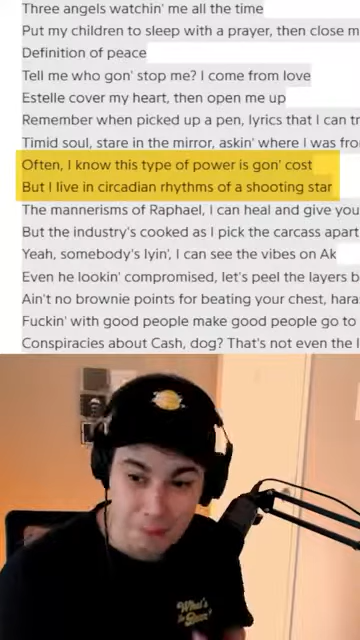 Three angels watchin' me all the time
Put my children to sleep with a prayer, then close m
Definition of peace
Tell me who gon' stop me? I come from love
Estelle cover my heart, then open me up
Remember when picked up a pen, lyrics that I can tr
Timid soul, stare in the mirror, askin' where I was fro
Often, I know this type of power is gon' cost
But I live in circadian rhythms of a shooting star
The mannerisms of Raphael, I can heal and give you
But the industry's cooked as I pick the carcass apart
Yeah, somebody's lyin', I can see the vibes on Ak
Even he lookin' compromised, let's peel the layers b
Ain't no brownie points for beating your chest, hara
Fuckin' with good people make good people go to
Conspiracies about Cash, dog? That's not even the l
What's